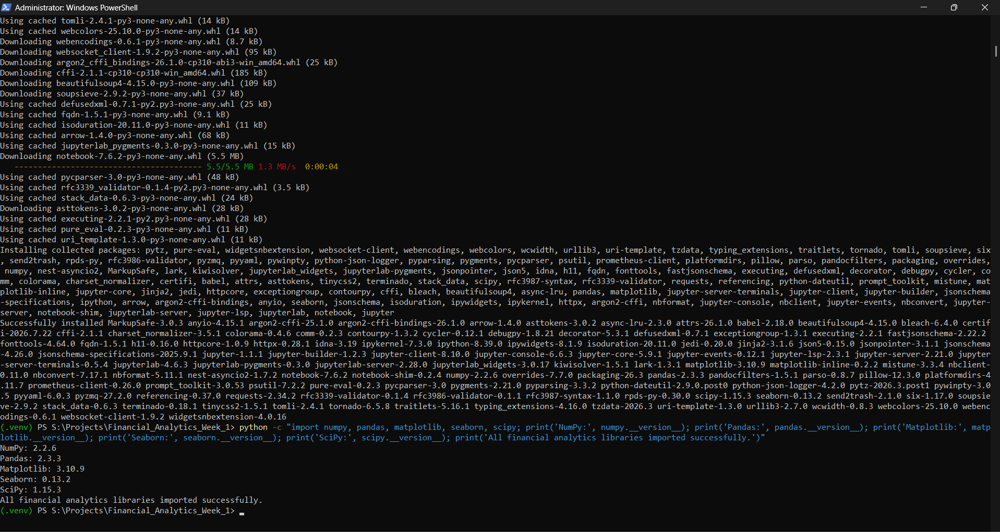 Administrator: Windows PowerShell
Using cached tomli-2.4.1-py3-none-any.whl (14 kB)
Using cached webcolors-25.10.0-py3-none-any.whl (14 kB)
Downloading webencodings-0.6.1-py3-none-any.whl (8.7 kB)
Downloading websocket_client-1.9.2-py3-none-any.whl (95 kB)
Downloading argon2_cffi_bindings-26.1.0-cp310-abi3-win_amd64.whl (25 kB)
Downloading cffi-2.1.1-cp310-cp310-win_amd64.whl (185 kB)
Downloading beautifulsoup4-4.15.0-py3-none-any.whl (109 kB)
Downloading soupsieve-2.9.2-py3-none-any.whl (37 kB)
Using cached defusedxml-0.7.1-py2.py3-none-any.whl (25 kB)
Using cached fqdn-1.5.1-py3-none-any.whl (9.1 kB)
Using cached isoduration-20.11.0-py3-none-any.whl (11 kB)
Using cached arrow-1.4.0-py3-none-any.whl (68 kB)
Using cached jupyterlab_pygments-0.3.0-py3-none-any.whl (15 kB)
Downloading notebook-7.6.2-py3-none-any.whl (5.5 MB)
   ---------------------------------------- 5.5/5.5 MB 1.3 MB/s  0:00:04
Using cached pycparser-3.0-py3-none-any.whl (48 kB)
Using cached rfc3339_validator-0.1.4-py2.py3-none-any.whl (3.5 kB)
Using cached stack_data-0.6.3-py3-none-any.whl (24 kB)
Downloading asttokens-3.0.2-py3-none-any.whl (28 kB)
Using cached executing-2.2.1-py2.py3-none-any.whl (28 kB)
Using cached pure_eval-0.2.3-py3-none-any.whl (11 kB)
Using cached uri_template-1.3.0-py3-none-any.whl (11 kB)
Installing collected packages: pytz, pure-eval, widgetsnbextension, websocket-client, webencodings, webcolors, wcwidth, urllib3, uri-template, tzdata, typing_extensions, traitlets, tornado, tomli, soupsieve, six
, send2trash, rpds-py, rfc3986-validator, pyzmq, pyyaml, pywinpty, python-json-logger, pyparsing, pygments, pycparser, psutil, prometheus-client, platformdirs, pillow, parso, pandocfilters, packaging, overrides,
 numpy, nest-asyncio2, MarkupSafe, lark, kiwisolver, jupyterlab_widgets, jupyterlab-pygments, jsonpointer, json5, idna, h11, fqdn, fonttools, fastjsonschema, executing, defusedxml, decorator, debugpy, cycler, co
mm, colorama, charset_normalizer, certifi, babel, attrs, asttokens, tinycss2, terminado, stack_data, scipy, rfc3987-syntax, rfc3339-validator, requests, referencing, python-dateutil, prompt_toolkit, mistune, mat
plotlib-inline, jupyter-core, jinja2, jedi, httpcore, exceptiongroup, contourpy, cffi, bleach, beautifulsoup4, async-lru, pandas, matplotlib, jupyter-server-terminals, jupyter-client, jupyter-builder, jsonschema
-specifications, ipython, arrow, argon2-cffi-bindings, anyio, seaborn, jsonschema, isoduration, ipywidgets, ipykernel, httpx, argon2-cffi, nbformat, jupyter-console, nbclient, jupyter-events, nbconvert, jupyter-
server, notebook-shim, jupyterlab-server, jupyter-lsp, jupyterlab, notebook, jupyter
Successfully installed MarkupSafe-3.0.3 anyio-4.15.1 argon2-cffi-25.1.0 argon2-cffi-bindings-26.1.0 arrow-1.4.0 asttokens-3.0.2 async-lru-2.3.0 attrs-26.1.0 babel-2.18.0 beautifulsoup4-4.15.0 bleach-6.4.0 certif
i-2026.7.22 cffi-2.1.1 charset_normalizer-3.5.1 colorama-0.4.6 comm-0.2.3 contourpy-1.3.2 cycler-0.12.1 debugpy-1.8.21 decorator-5.3.1 defusedxml-0.7.1 exceptiongroup-1.3.1 executing-2.2.1 fastjsonschema-2.22.2
fonttools-4.64.0 fqdn-1.5.1 h11-0.16.0 httpcore-1.0.9 httpx-0.28.1 idna-3.19 ipykernel-7.3.0 ipython-8.39.0 ipywidgets-8.1.9 isoduration-20.11.0 jedi-0.20.0 jinja2-3.1.6 json5-0.15.0 jsonpointer-3.1.1 jsonschema
-4.26.0 jsonschema-specifications-2025.9.1 jupyter-1.1.1 jupyter-builder-1.2.3 jupyter-client-8.10.0 jupyter-console-6.6.3 jupyter-core-5.9.1 jupyter-events-0.12.1 jupyter-lsp-2.3.1 jupyter-server-2.21.0 jupyter
-server-terminals-0.5.4 jupyterlab-4.6.3 jupyterlab-pygments-0.3.0 jupyterlab-server-2.28.0 jupyterlab_widgets-3.0.17 kiwisolver-1.5.1 lark-1.3.1 matplotlib-3.10.9 matplotlib-inline-0.2.2 mistune-3.3.4 nbclient-
0.11.0 nbconvert-7.17.1 nbformat-5.11.1 nest-asyncio2-1.7.2 notebook-7.6.2 notebook-shim-0.2.4 numpy-2.2.6 overrides-7.7.0 packaging-26.3 pandas-2.3.3 pandocfilters-1.5.1 parso-0.8.7 pillow-12.3.0 platformdirs-4
.11.7 prometheus-client-0.26.0 prompt_toolkit-3.0.53 psutil-7.2.2 pure-eval-0.2.3 pycparser-3.0 pygments-2.21.0 pyparsing-3.3.2 python-dateutil-2.9.0.post0 python-json-logger-4.2.0 pytz-2026.3.post1 pywinpty-3.0
.5 pyyaml-6.0.3 pyzmq-27.2.0 referencing-0.37.0 requests-2.34.2 rfc3339-validator-0.1.4 rfc3986-validator-0.1.1 rfc3987-syntax-1.1.0 rpds-py-0.30.0 scipy-1.15.3 seaborn-0.13.2 send2trash-2.1.0 six-1.17.0 soupsie
ve-2.9.2 stack_data-0.6.3 terminado-0.18.1 tinycss2-1.5.1 tomli-2.4.1 tornado-6.5.8 traitlets-5.16.1 typing_extensions-4.16.0 tzdata-2026.3 uri-template-1.3.0 urllib3-2.7.0 wcwidth-0.8.3 webcolors-25.10.0 webenc
odings-0.6.1 websocket-client-1.9.2 widgetsnbextension-4.0.16
(.venv) PS S:\Projects\Financial_Analytics_Week_1> python -c "import numpy, pandas, matplotlib, seaborn, scipy; print('NumPy:', numpy.__version__); print('Pandas:', pandas.__version__); print('Matplotlib:', matp
lotlib.__version__); print('Seaborn:', seaborn.__version__); print('SciPy:', scipy.__version__); print('All financial analytics libraries imported successfully.')"
NumPy: 2.2.6
Pandas: 2.3.3
Matplotlib: 3.10.9
Seaborn: 0.13.2
SciPy: 1.15.3
All financial analytics libraries imported successfully.
(.venv) PS S:\Projects\Financial_Analytics_Week_1>